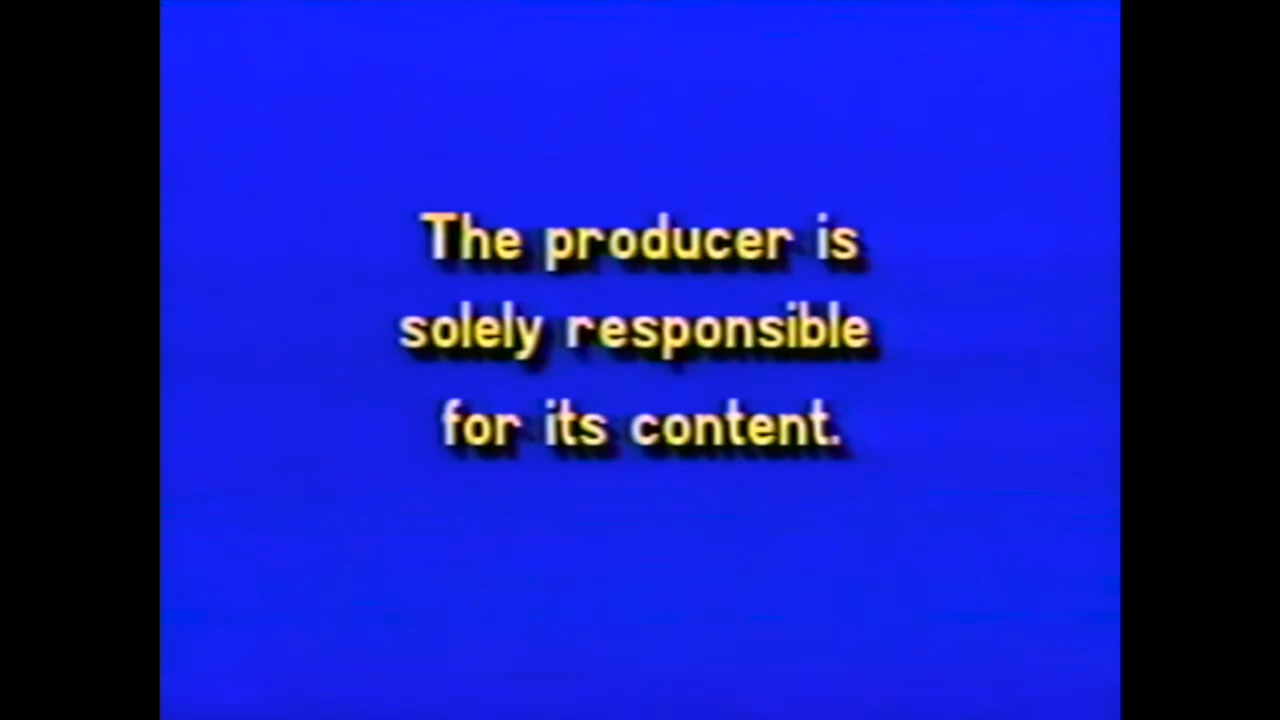 The producer is
solely responsible
for its content.